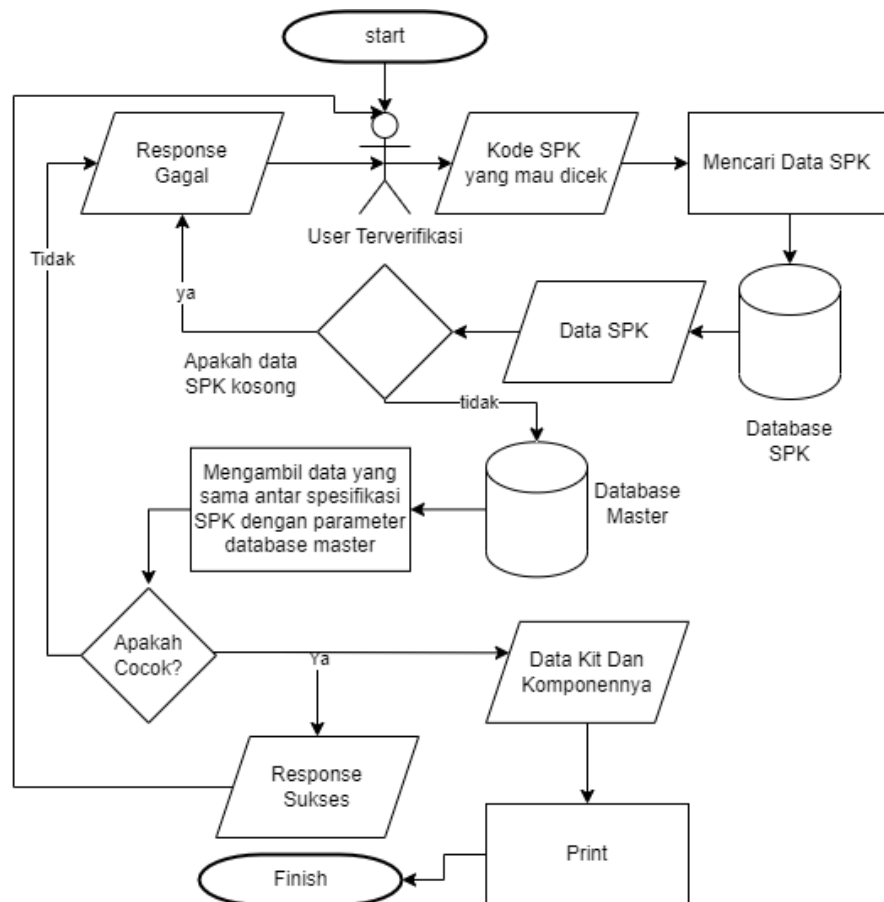 start
Response
Gagal
Kode SPK
yang mau dicek
Mencari Data SPK
User Terverifikasi
Tidak
ya
Apakah data
SPK kosong
Data SPK
Database
SPK
tidak
Mengambil data yang
sama antar spesifikasi
SPK dengan parameter
database master
Database
Master
Apakah
Cocok?
Ya
Data Kit Dan
Komponennya
Response
Sukses
Print
Finish